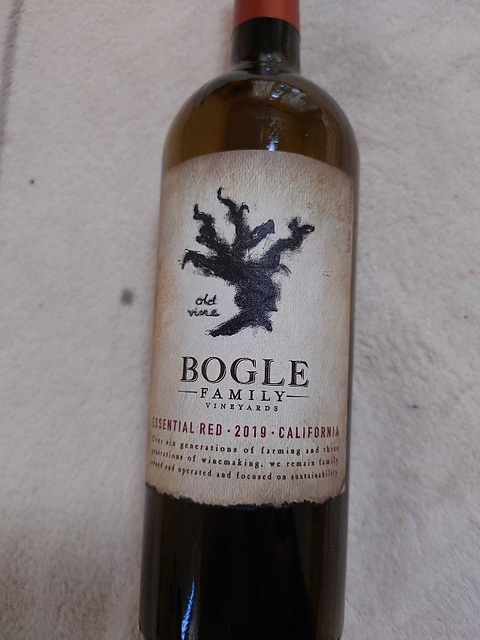 old
vine
BOGLE
FAMILY
VINEYARDS
ESSENTIAL RED · 2019 · CALIFORNIA
Over six generations of farming and three
generations of winemaking, we remain family
owned and operated and focused on sustainability